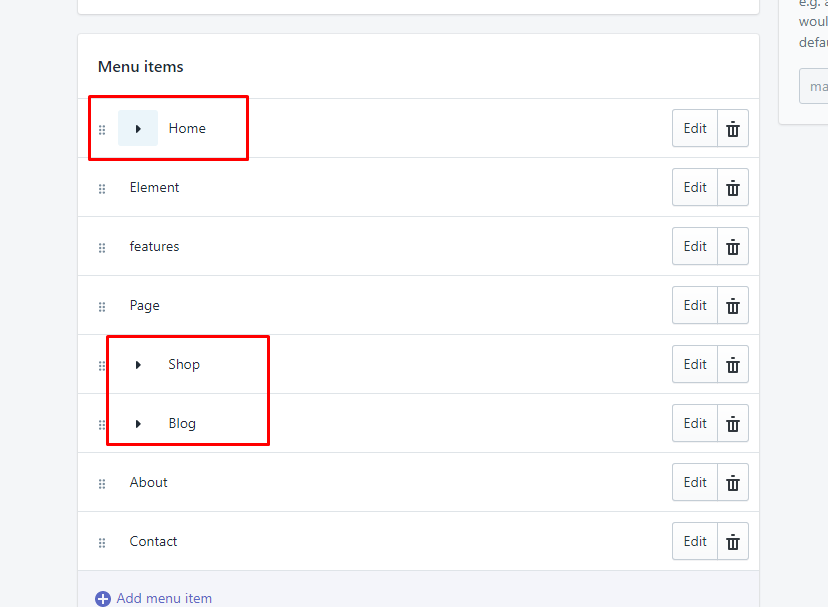 e.g. a
woul
defau
ma
Menu items
Home Edit
Element Edit
features Edit
Page Edit
Shop Edit
Blog Edit
About Edit
Contact Edit
Add menu item